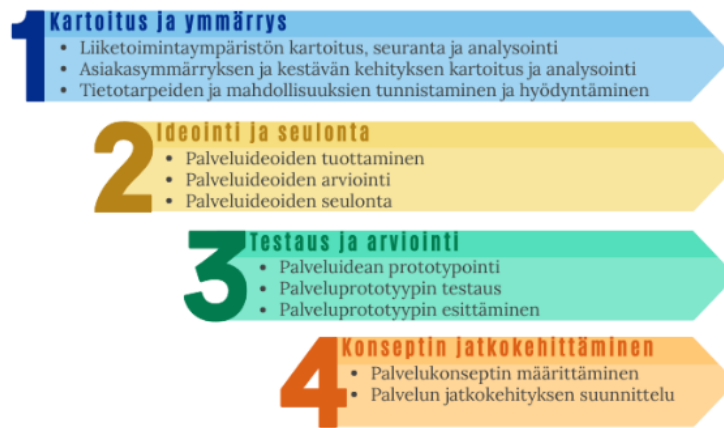 1 Kartoitus ja ymmärrys
• Liiketoimintaympäristön kartoitus, seuranta ja analysointi
• Asiakasymmärryksen ja kestävän kehityksen kartoitus ja analysointi
• Tietotarpeiden ja mahdollisuuksien tunnistaminen ja hyödyntäminen
2 Ideointi ja seulonta
• Palveluideoiden tuottaminen
• Palveluideoiden arviointi
• Palveluideoiden seulonta
3 Testaus ja arviointi
• Palveluidean prototypointi
• Palveluprototyypin testaus
• Palveluprototyypin esittäminen
4 Konseptin jatkokehittäminen
• Palvelukonseptin määrittäminen
• Palvelun jatkokehityksen suunnittelu